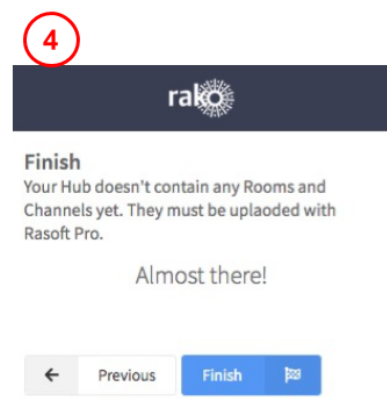 4
rako
Finish
Your Hub doesn't contain any Rooms and
Channels yet. They must be uplaoded with
Rasoft Pro.
Almost there!
Previous
Finish